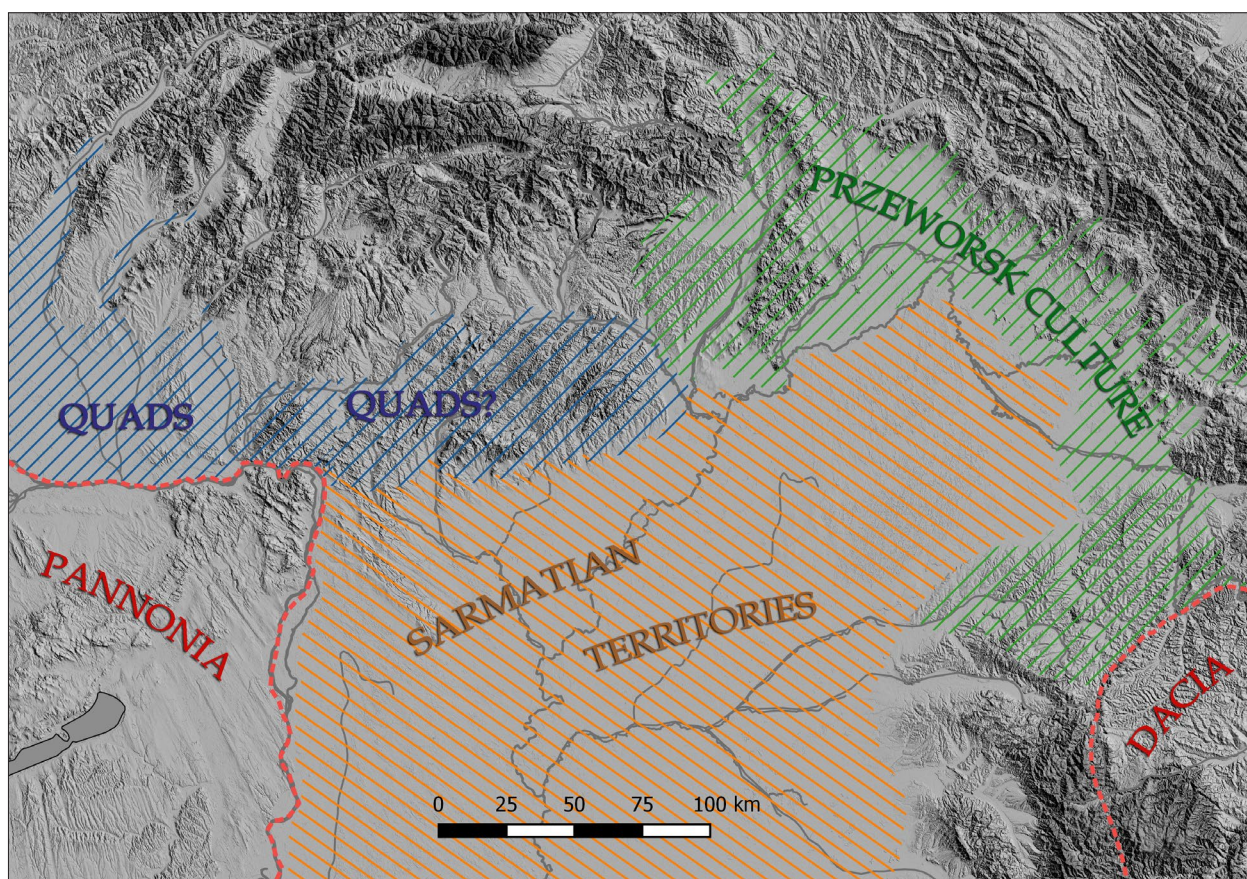 PRZEWORSK CULTURE
QUADS
QUADS?
PANNONIA
SARMATIAN
TERRITORIES
DACIA
0 25 50 75 100 km